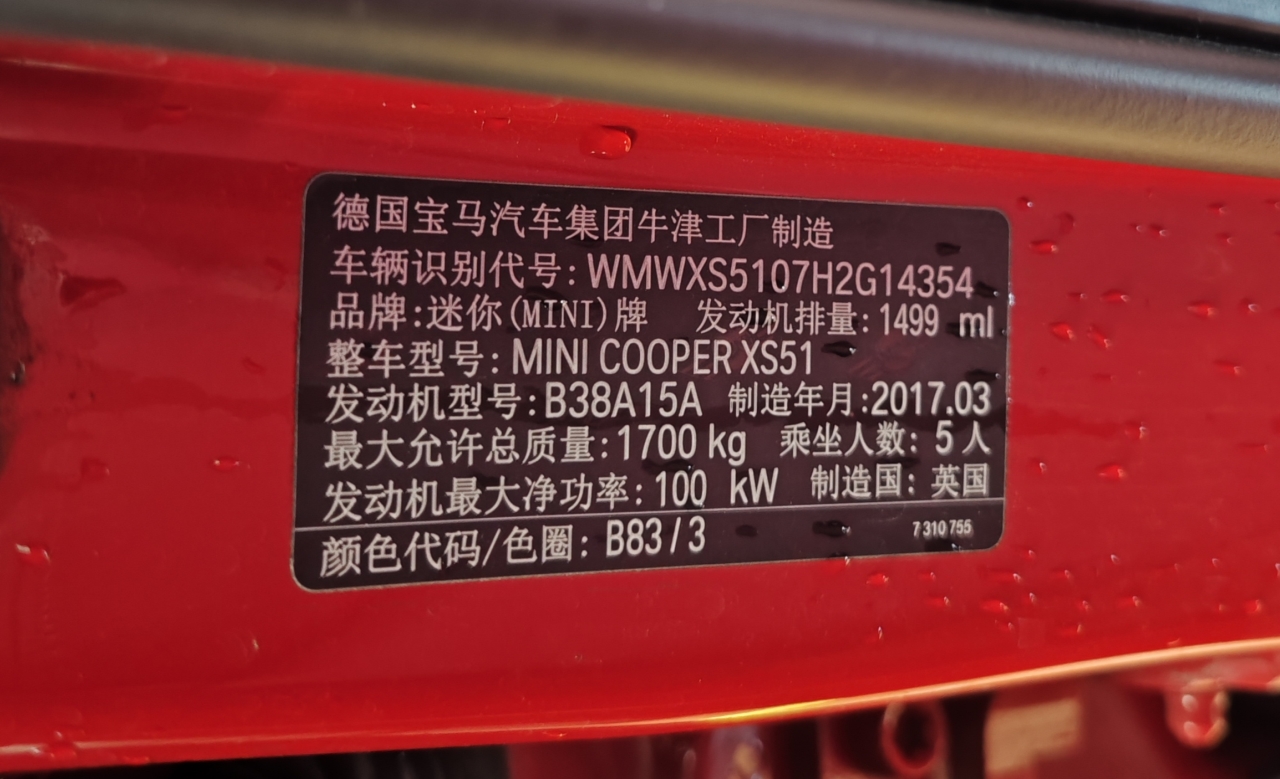 德国宝马汽车集团牛津工厂制造
车辆识别代号: WMWXS5107H2G14354
品牌:迷你(MINI)牌 发动机排量: 1499 ml
整车型号: MINI COOPER XS51
发动机型号:B38A15A 制造年月:2017.03
最大允许总质量:1700 kg 乘坐人数: 5人
发动机最大净功率: 100 kW 制造国: 英国
颜色代码/色圈: B83/3 7 310 755